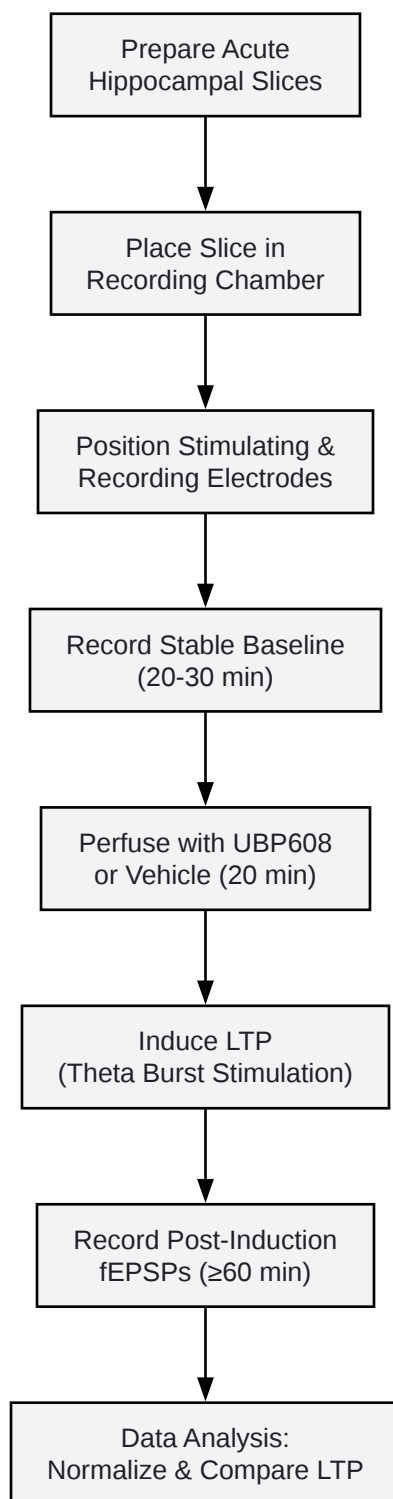 Prepare Acute
Hippocampal Slices
Place Slice in
Recording Chamber
Position Stimulating &
Recording Electrodes
Record Stable Baseline
(20-30 min)
Perfuse with UBP608
or Vehicle (20 min)
Induce LTP
(Theta Burst Stimulation)
Record Post-Induction
fEPSPs (≥60 min)
Data Analysis:
Normalize & Compare LTP